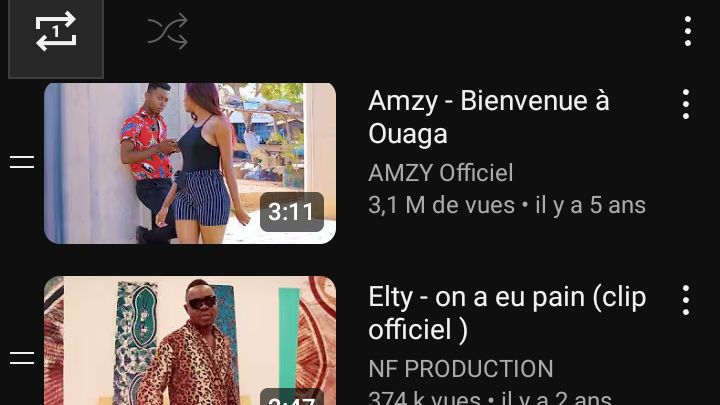 1
Amzy - Bienvenue à
Ouaga
AMZY Officiel
3,1 M de vues • il y a 5 ans
3:11
Elty - on a eu pain (clip
officiel )
NF PRODUCTION
374 k vues • il y a 2 ans